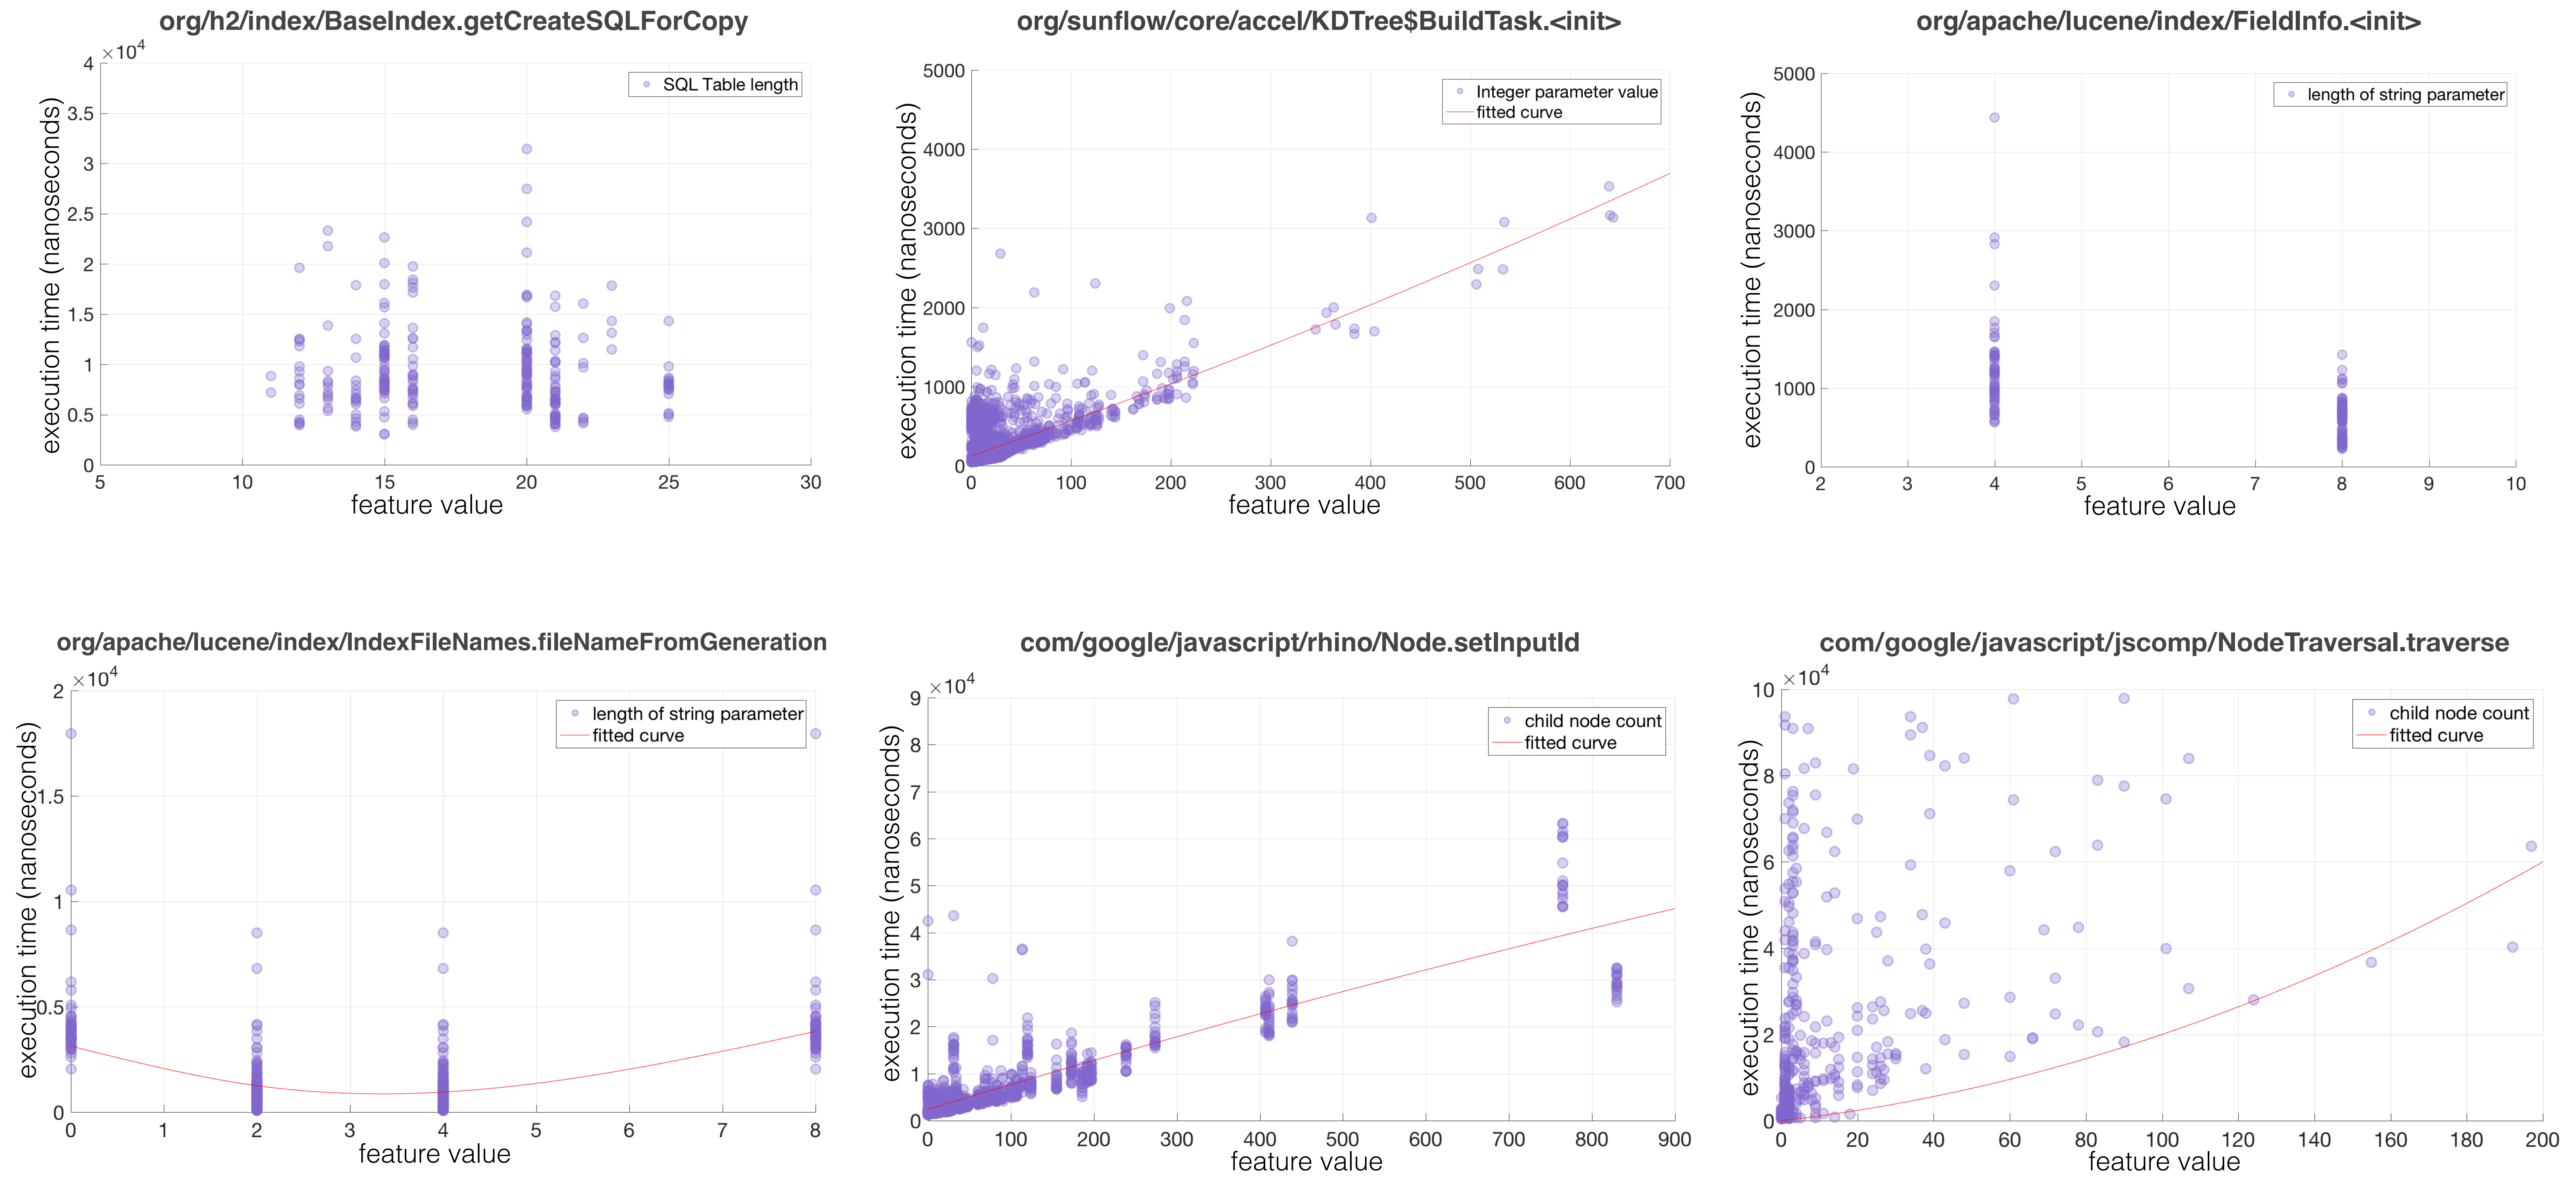 org/h2/index/BaseIndex.getCreateSQLForCopy
×10⁴
SQL Table length
4
3.5
3
2.5
2
1.5
1
0.5
0
execution time (nanoseconds)
5 10 15 20 25 30
feature value
org/sunflow/core/accel/KDTree$BuildTask.<init>
Integer parameter value
fitted curve
5000
4000
3000
2000
1000
0
execution time (nanoseconds)
0 100 200 300 400 500 600 700
feature value
org/apache/lucene/index/FieldInfo.<init>
length of string parameter
5000
4000
3000
2000
1000
0
execution time (nanoseconds)
2 3 4 5 6 7 8 9 10
feature value
org/apache/lucene/index/IndexFileNames.fileNameFromGeneration
×10⁴
length of string parameter
fitted curve
2
1.5
1
0.5
0
execution time (nanoseconds)
0 1 2 3 4 5 6 7 8
feature value
com/google/javascript/rhino/Node.setInputId
×10⁴
child node count
fitted curve
9
8
7
6
5
4
3
2
1
0
execution time (nanoseconds)
0 100 200 300 400 500 600 700 800 900
feature value
com/google/javascript/jscomp/NodeTraversal.traverse
×10⁴
child node count
fitted curve
10
8
6
4
2
0
execution time (nanoseconds)
0 20 40 60 80 100 120 140 160 180 200
feature value